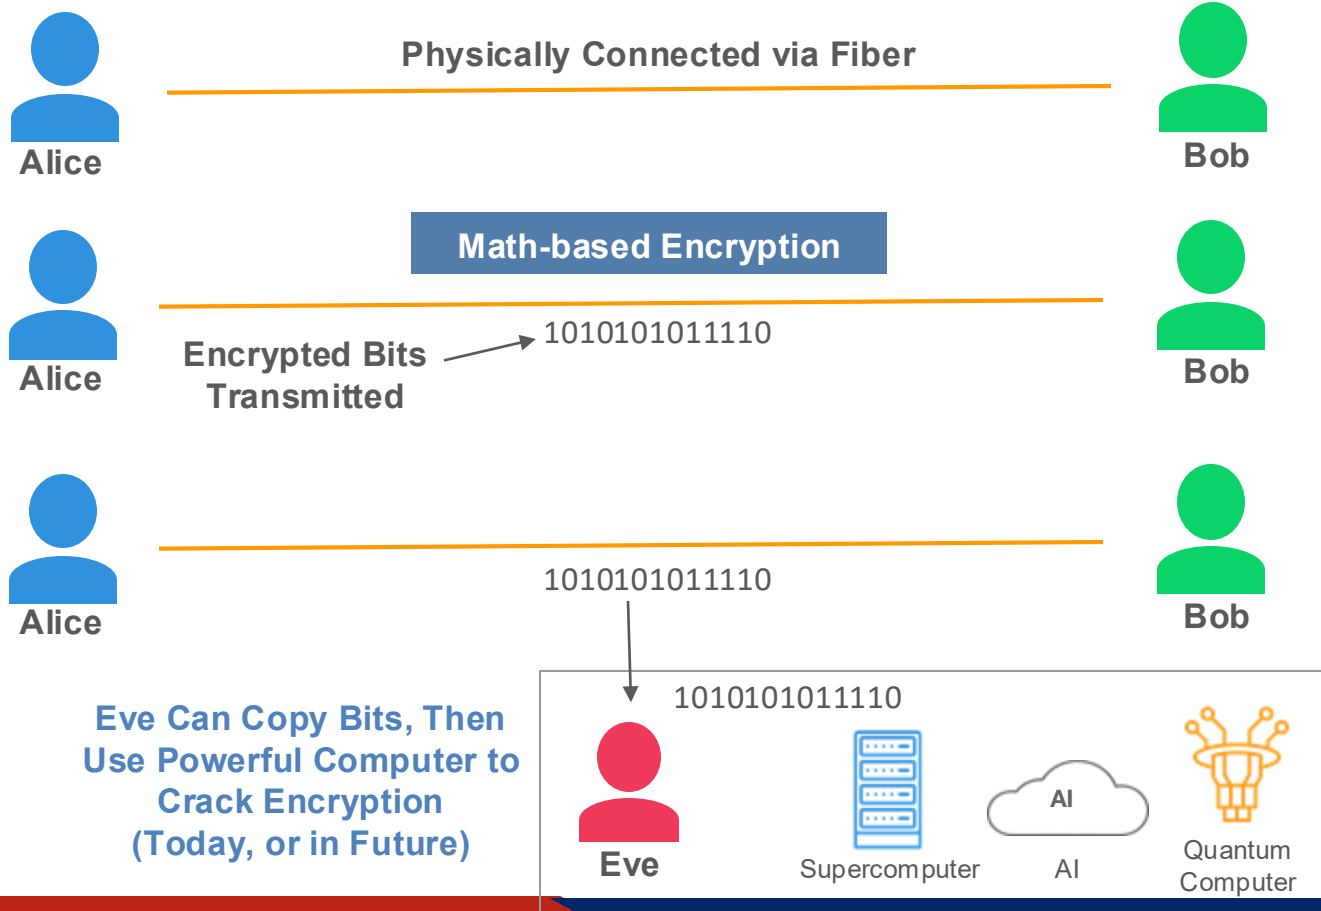 Physically Connected via Fiber
Alice
Bob
Math-based Encryption
1010101011110
Encrypted Bits
Transmitted
Alice
Bob
1010101011110
Alice
Bob
1010101011110
Eve Can Copy Bits, Then
Use Powerful Computer to
Crack Encryption
(Today, or in Future)
Eve
Supercomputer
AI
AI
Quantum
Computer